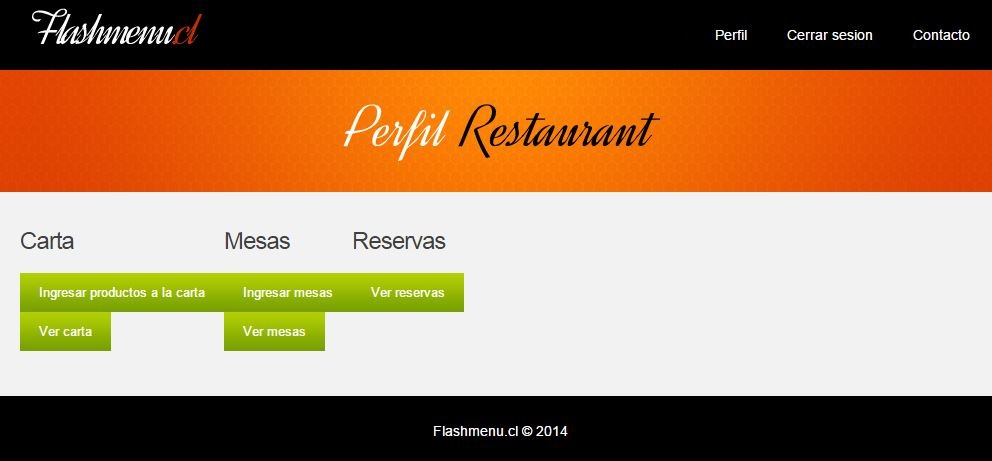 Flashmenu.cl
Perfil Cerrar sesion Contacto
Perfil Restaurant
Carta Mesas Reservas
Ingresar productos a la carta Ingresar mesas Ver reservas
Ver carta Ver mesas
Flashmenu.cl © 2014